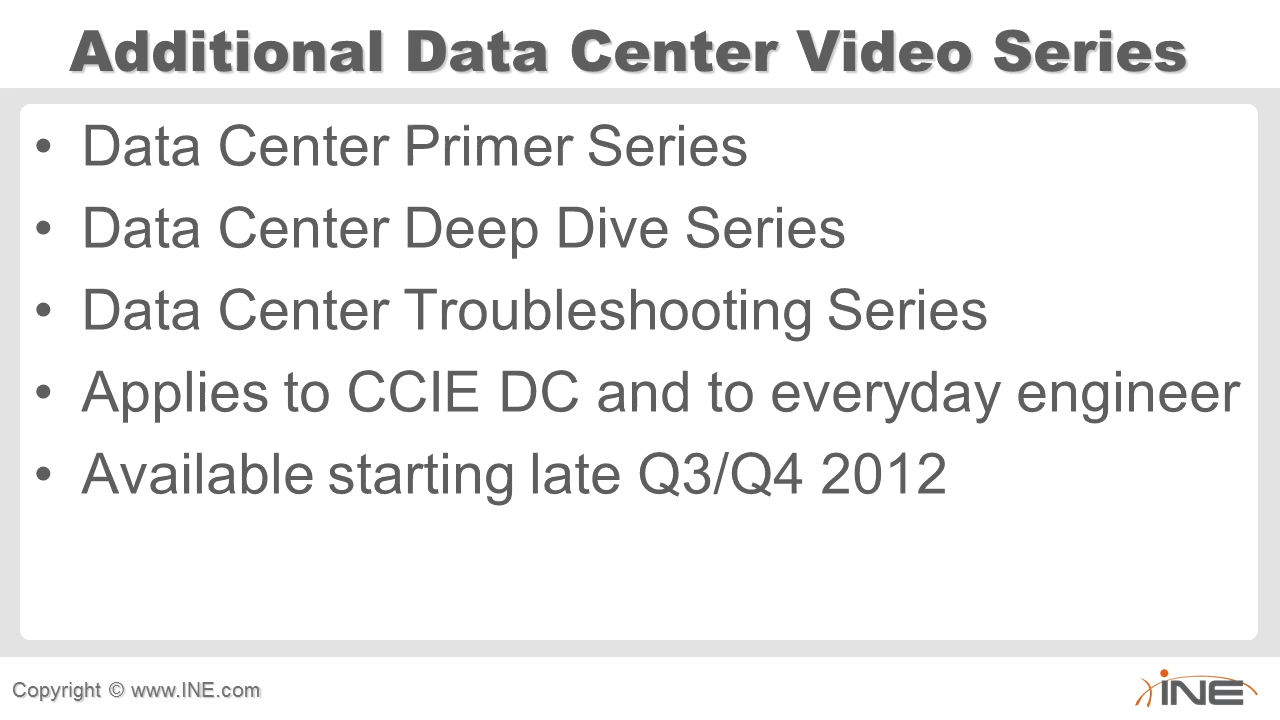 Additional Data Center Video Series
• Data Center Primer Series
• Data Center Deep Dive Series
• Data Center Troubleshooting Series
• Applies to CCIE DC and to everyday engineer
• Available starting late Q3/Q4 2012
Copyright © www.INE.com
INE